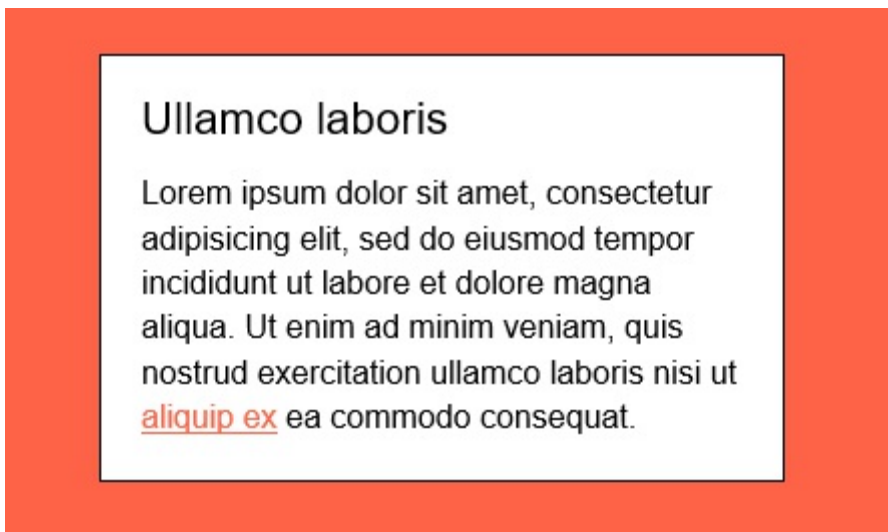 Ullamco laboris
Lorem ipsum dolor sit amet, consectetur
adipisicing elit, sed do eiusmod tempor
incididunt ut labore et dolore magna
aliqua. Ut enim ad minim veniam, quis
nostrud exercitation ullamco laboris nisi ut
aliquip ex ea commodo consequat.